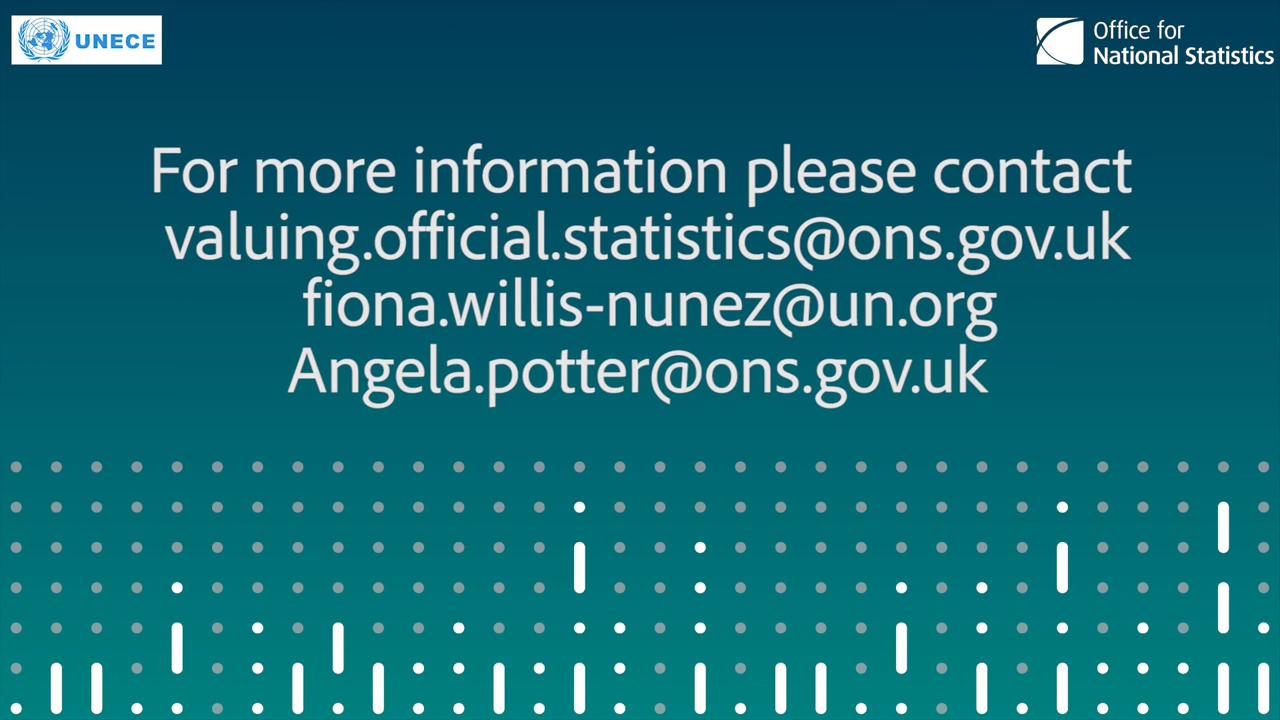 UNECE
Office for
National Statistics
For more information please contact
valuing.official.statistics@ons.gov.uk
fiona.willis-nunez@un.org
Angela.potter@ons.gov.uk